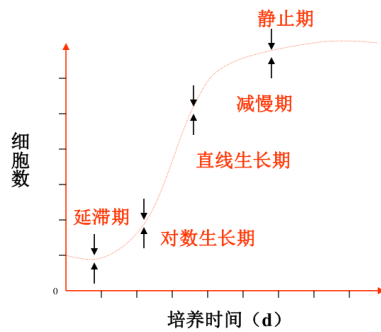 静止期
减慢期
直线生长期
延滞期
对数生长期
细胞数
0
培养时间（d）